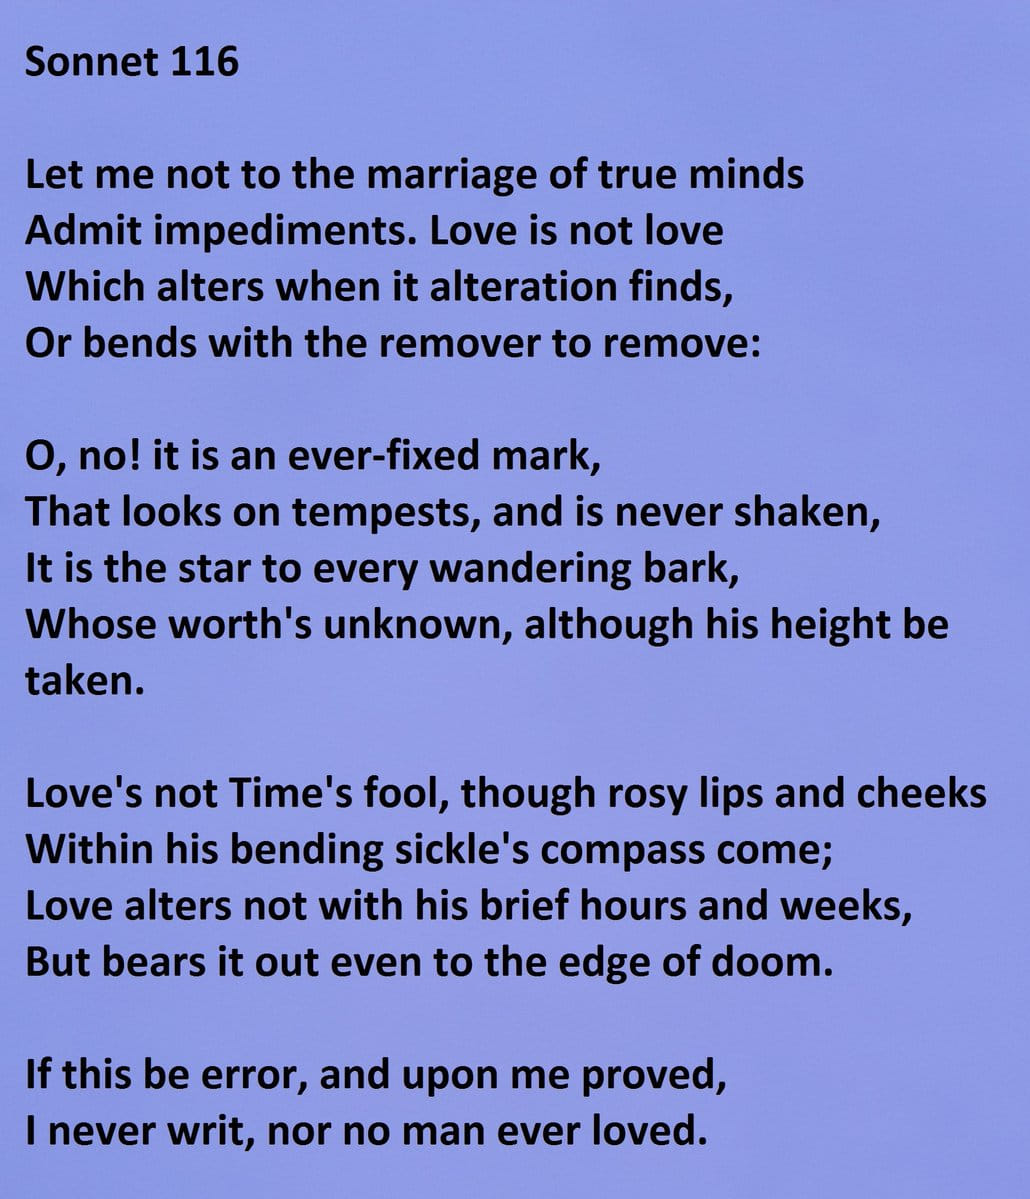 Sonnet 116
Let me not to the marriage of true minds
Admit impediments. Love is not love
Which alters when it alteration finds,
Or bends with the remover to remove:
O, no! it is an ever-fixed mark,
That looks on tempests, and is never shaken,
It is the star to every wandering bark,
Whose worth's unknown, although his height be
taken.
Love's not Time's fool, though rosy lips and cheeks
Within his bending sickle's compass come;
Love alters not with his brief hours and weeks,
But bears it out even to the edge of doom.
If this be error, and upon me proved,
I never writ, nor no man ever loved.